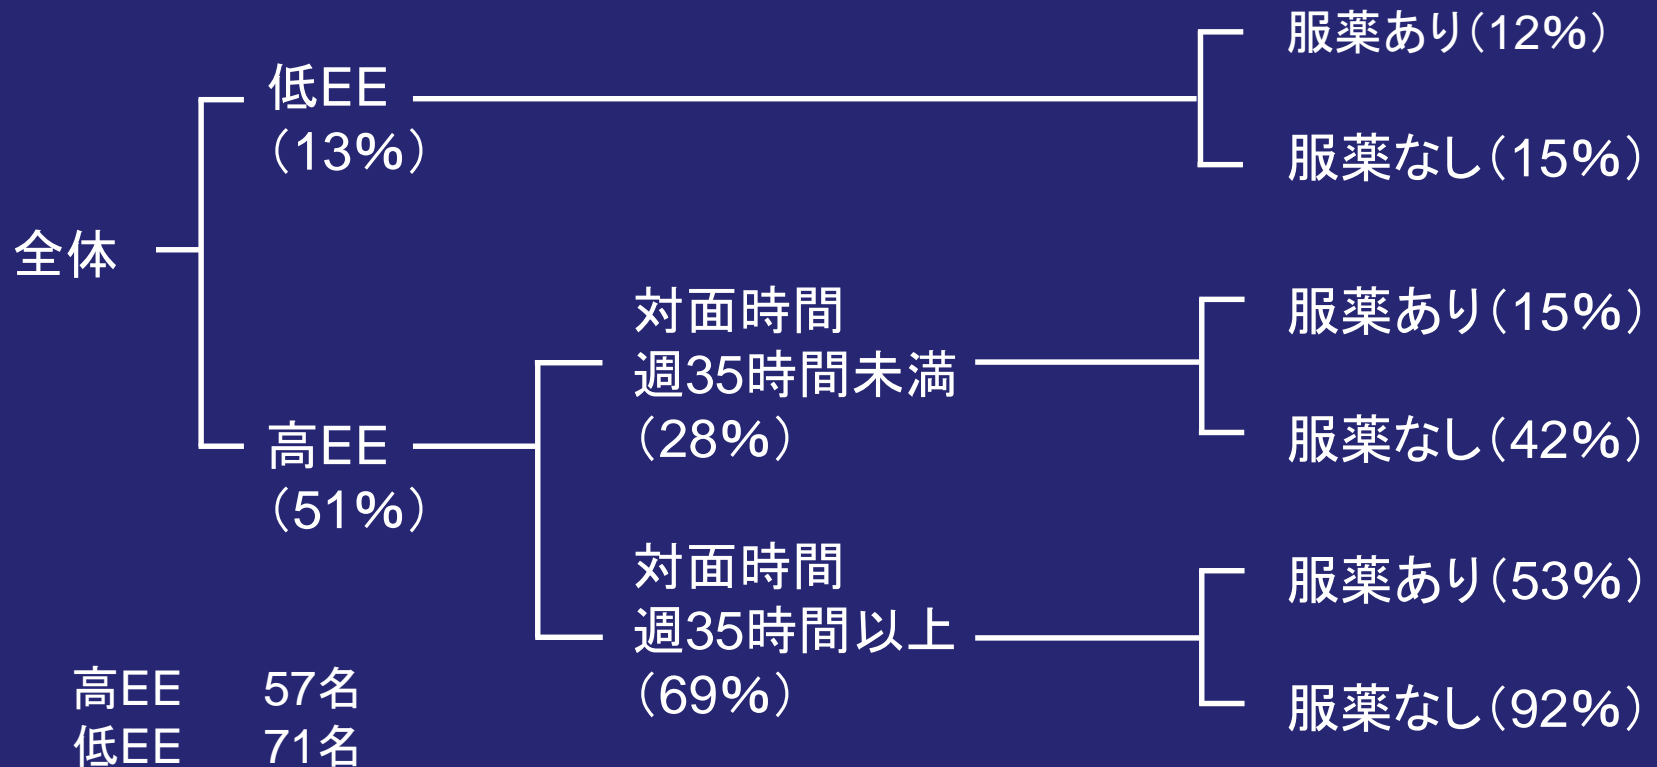 全体
低EE
（13%）
服薬あり（12%）
服薬なし（15%）
高EE
（51%）
対面時間
週35時間未満
（28%）
服薬あり（15%）
服薬なし（42%）
対面時間
週35時間以上
（69%）
服薬あり（53%）
服薬なし（92%）
高EE 57名
低EE 71名